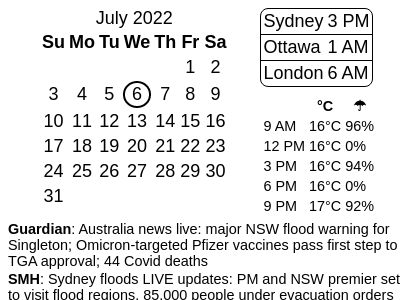 July 2022
Su Mo Tu We Th Fr Sa
1 2
3 4 5 6 7 8 9
10 11 12 13 14 15 16
17 18 19 20 21 22 23
24 25 26 27 28 29 30
31
Sydney 3 PM
Ottawa 1 AM
London 6 AM
°C ☂
9 AM 16°C 96%
12 PM 16°C 0%
3 PM 16°C 94%
6 PM 16°C 0%
9 PM 17°C 92%
Guardian: Australia news live: major NSW flood warning for
Singleton; Omicron-targeted Pfizer vaccines pass first step to
TGA approval; 44 Covid deaths
SMH: Sydney floods LIVE updates: PM and NSW premier set
to visit flood regions, 85,000 people under evacuation orders